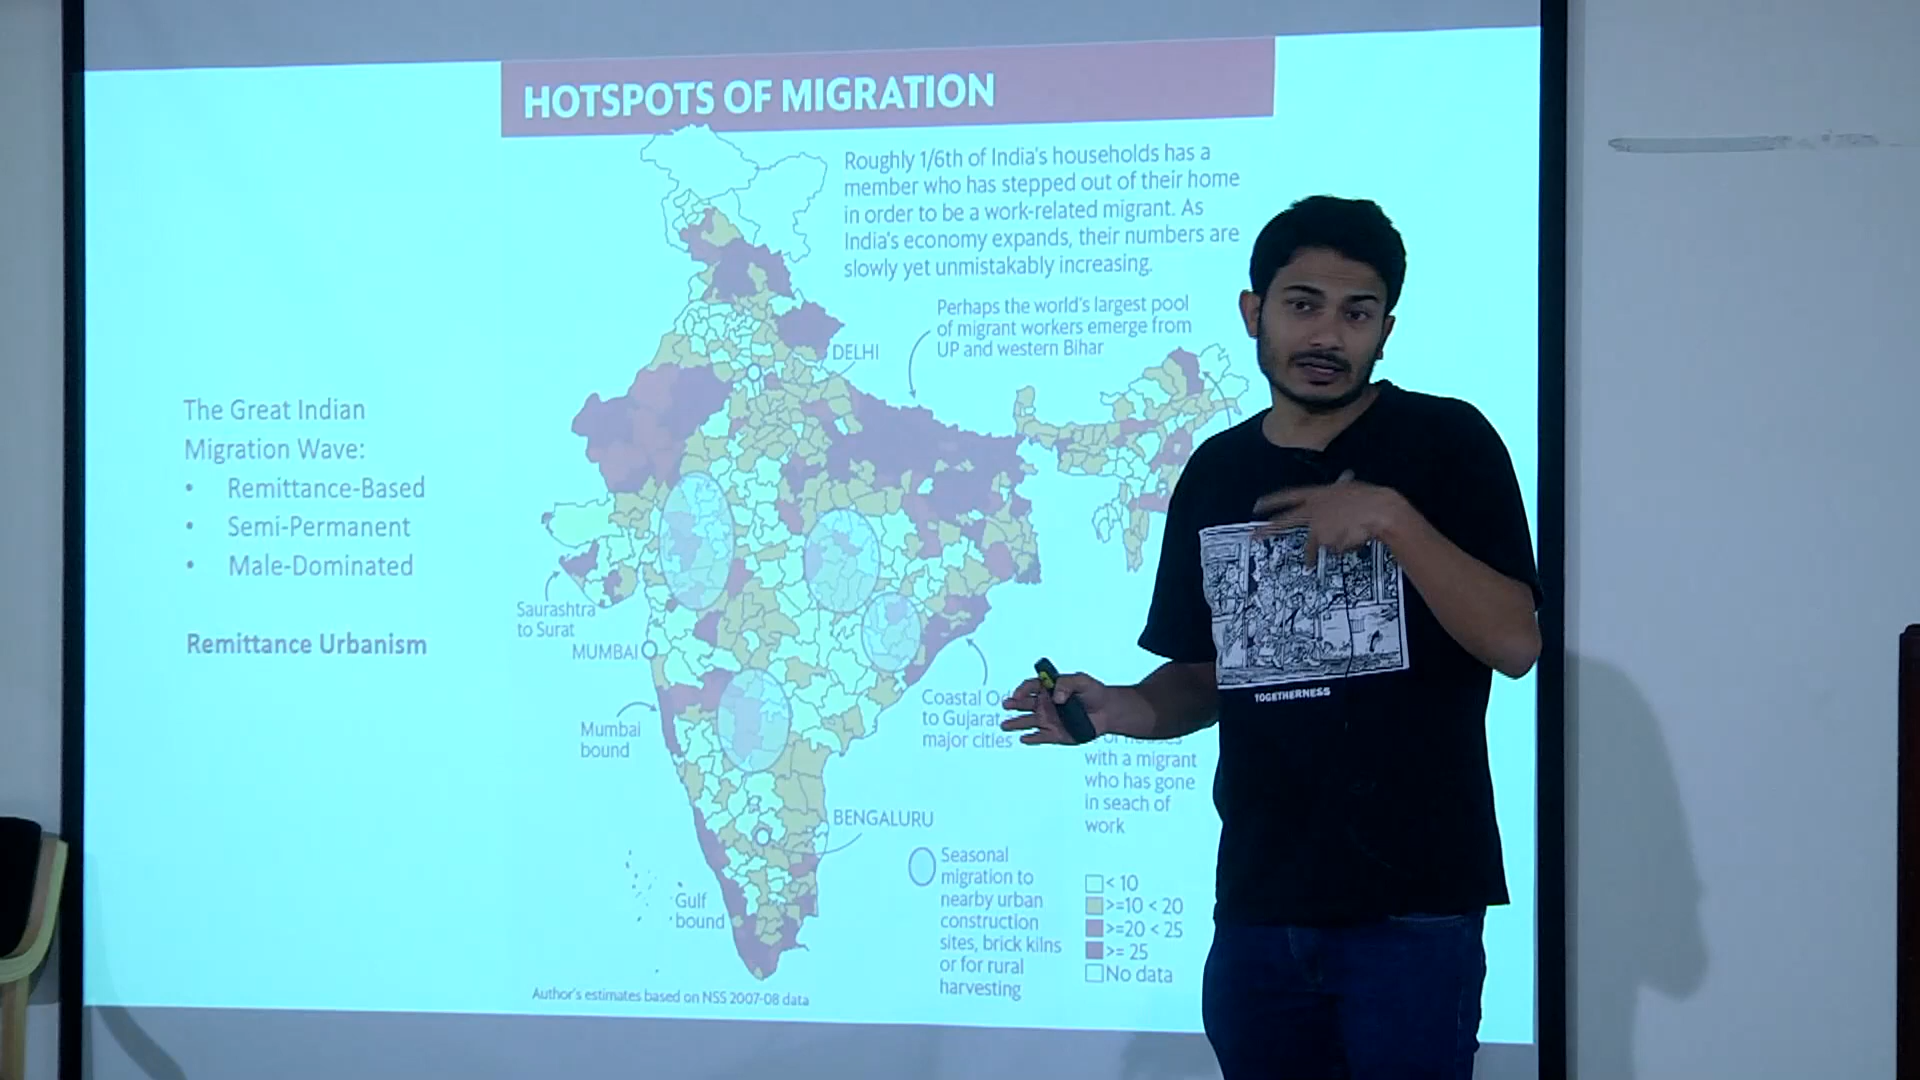 HOTSPOTS OF MIGRATION
Roughly 1/6th of India's households has a
member who has stepped out of their home
in order to be a work-related migrant. As
India's economy expands, their numbers are
slowly yet unmistakably increasing.
Perhaps the world's largest pool
of migrant workers emerge from
UP and western Bihar
DELHI
The Great Indian
Migration Wave:
• Remittance-Based
• Semi-Permanent
• Male-Dominated
Remittance Urbanism
Saurashtra
to Surat
MUMBAI
Mumbai
bound
Coastal
to Gujarat
major cities
with a migrant
who has gone
in seach of
work
BENGALURU
Gulf
bound
Seasonal
migration to
nearby urban
construction
sites, brick kilns
or for rural
harvesting
< 10
>=10 < 20
>=20 < 25
>= 25
No data
Author's estimates based on NSS 2007-08 data
TOGETHERNESS